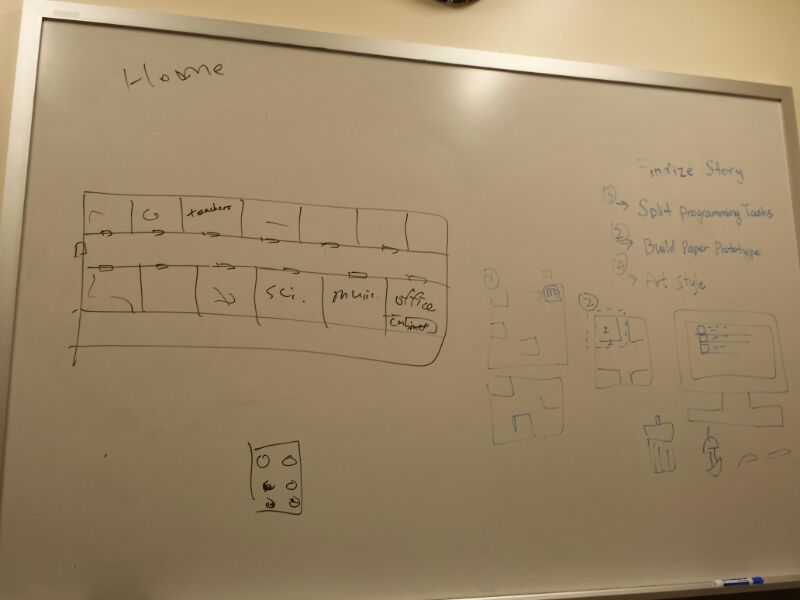 Home
teachers
sci.
music
office
cabinet
Finalize Story
③→ Split Programming Tasks
②→ Build Paper Prototype
④→ Art Style
①
②
2